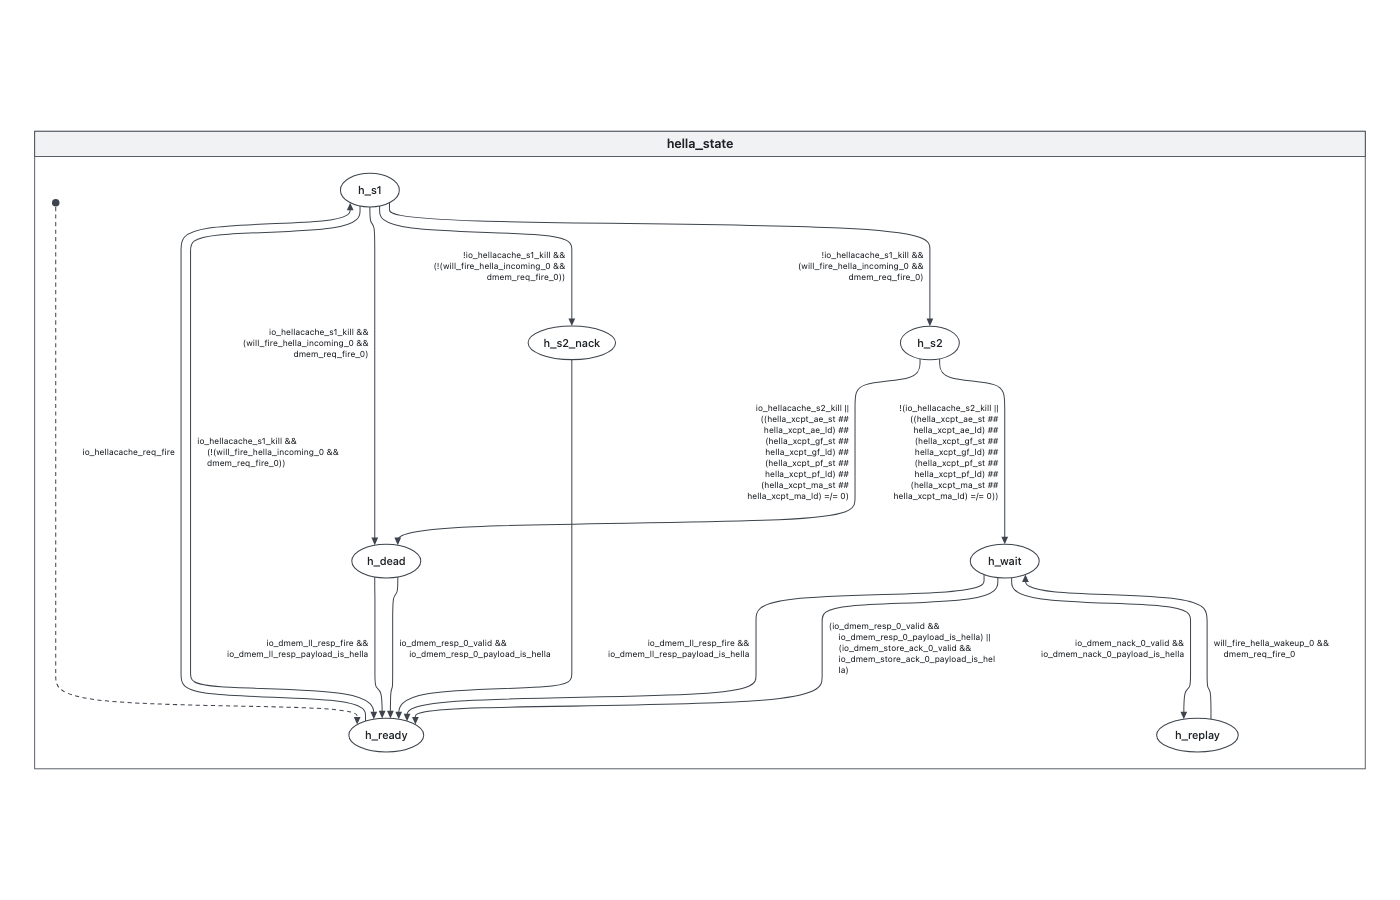 hella_state
h_s1
!io_hellacache_s1_kill &&
(!(will_fire_hella_incoming_0 &&
dmem_req_fire_0))
!io_hellacache_s1_kill &&
(will_fire_hella_incoming_0 &&
dmem_req_fire_0)
io_hellacache_s1_kill &&
(will_fire_hella_incoming_0 &&
dmem_req_fire_0)
h_s2_nack
h_s2
io_hellacache_req_fire
io_hellacache_s1_kill &&
(!(will_fire_hella_incoming_0 &&
dmem_req_fire_0))
io_hellacache_s2_kill ||
((hella_xcpt_ae_st ##
hella_xcpt_ae_ld) ##
(hella_xcpt_gf_st ##
hella_xcpt_gf_ld) ##
(hella_xcpt_pf_st ##
hella_xcpt_pf_ld) ##
(hella_xcpt_ma_st ##
hella_xcpt_ma_ld) =/= 0)
!(io_hellacache_s2_kill ||
((hella_xcpt_ae_st ##
hella_xcpt_ae_ld) ##
(hella_xcpt_gf_st ##
hella_xcpt_gf_ld) ##
(hella_xcpt_pf_st ##
hella_xcpt_pf_ld) ##
(hella_xcpt_ma_st ##
hella_xcpt_ma_ld) =/= 0))
h_dead
h_wait
io_dmem_ll_resp_fire &&
io_dmem_ll_resp_payload_is_hella
io_dmem_resp_0_valid &&
io_dmem_resp_0_payload_is_hella
io_dmem_ll_resp_fire &&
io_dmem_ll_resp_payload_is_hella
(io_dmem_resp_0_valid &&
io_dmem_resp_0_payload_is_hella) ||
(io_dmem_store_ack_0_valid &&
io_dmem_store_ack_0_payload_is_hel
la)
io_dmem_nack_0_valid &&
io_dmem_nack_0_payload_is_hella
will_fire_hella_wakeup_0 &&
dmem_req_fire_0
h_ready
h_replay